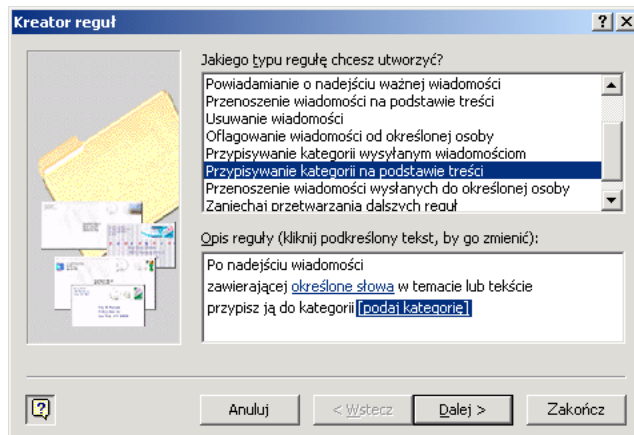 Kreator reguł
Jakiego typu regułę chcesz utworzyć?
Powiadamianie o nadejściu ważnej wiadomości
Przenoszenie wiadomości na podstawie treści
Usuwanie wiadomości
Oflagowanie wiadomości od określonej osoby
Przypisywanie kategorii wysyłanym wiadomościom
Przypisywanie kategorii na podstawie treści
Przenoszenie wiadomości wysłanych do określonej osoby
Zaniechaj przetwarzania dalszych reguł
Opis reguły (kliknij podkreślony tekst, by go zmienić):
Po nadejściu wiadomości
zawierającej określone słowa w temacie lub tekście
przypisz ją do kategorii [podaj kategorię]
Anuluj
< Wstecz
Dalej >
Zakończ